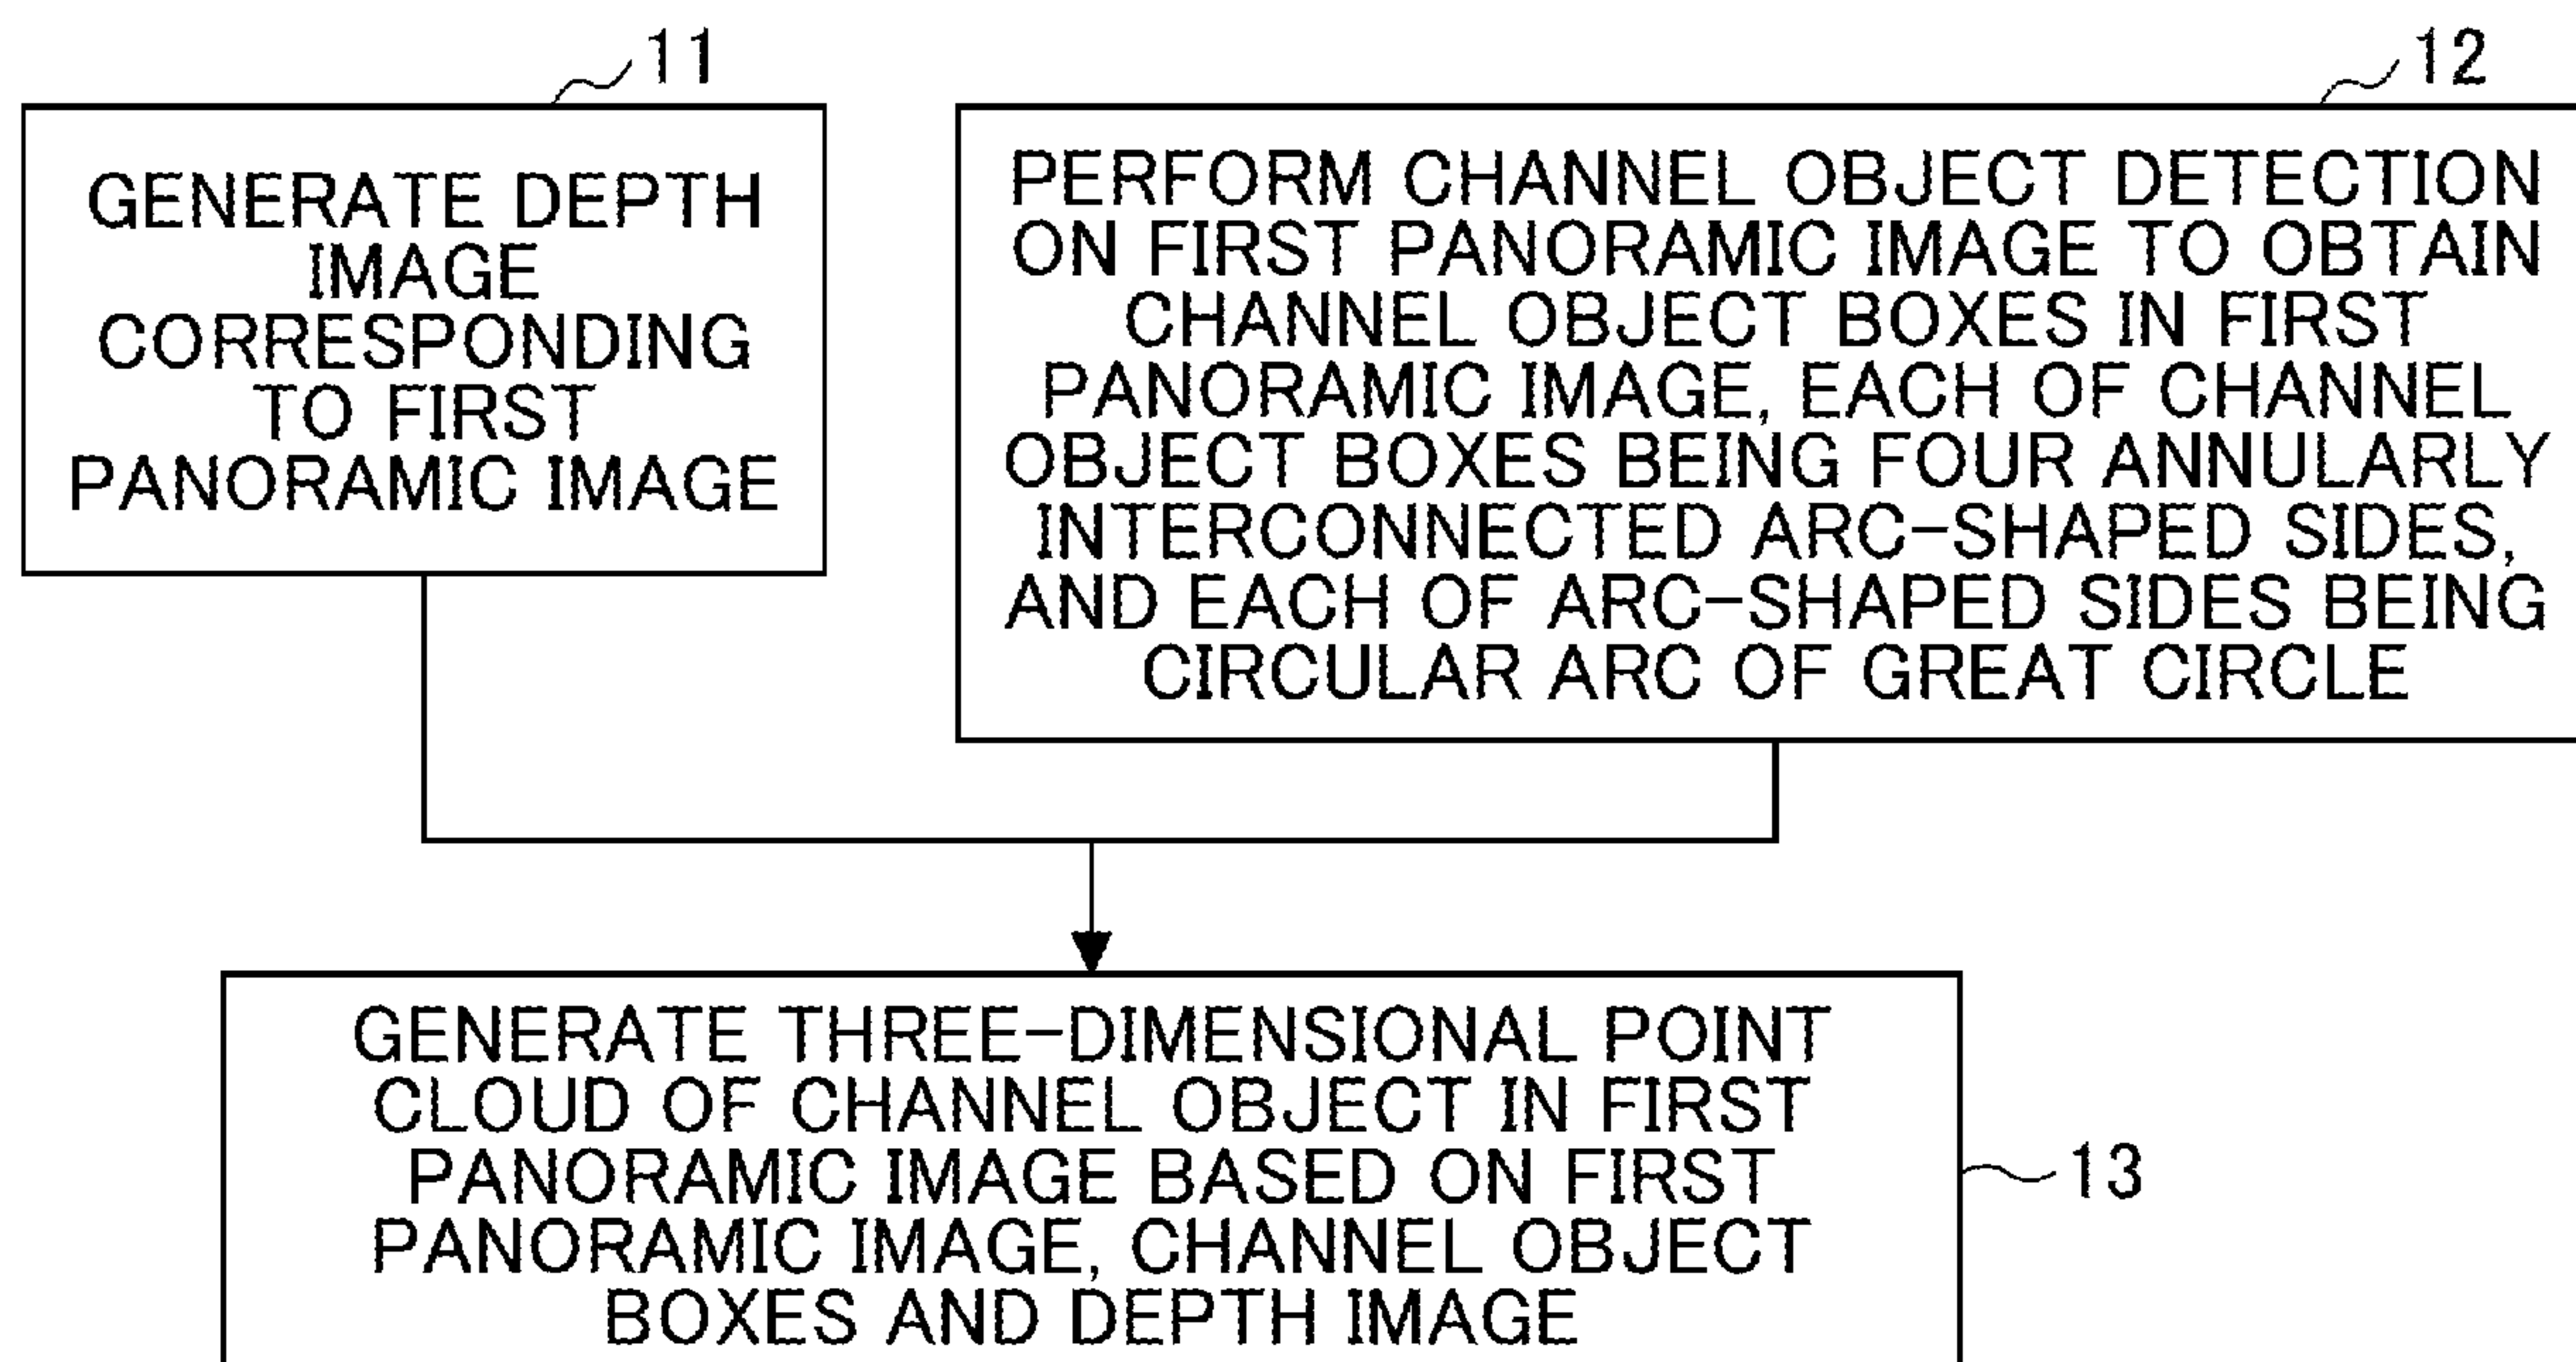 11
GENERATE DEPTH
IMAGE
CORRESPONDING
TO FIRST
PANORAMIC IMAGE
12
PERFORM CHANNEL OBJECT DETECTION
ON FIRST PANORAMIC IMAGE TO OBTAIN
CHANNEL OBJECT BOXES IN FIRST
PANORAMIC IMAGE, EACH OF CHANNEL
OBJECT BOXES BEING FOUR ANNULARLY
INTERCONNECTED ARC-SHAPED SIDES,
AND EACH OF ARC-SHAPED SIDES BEING
CIRCULAR ARC OF GREAT CIRCLE
GENERATE THREE-DIMENSIONAL POINT
CLOUD OF CHANNEL OBJECT IN FIRST
PANORAMIC IMAGE BASED ON FIRST
PANORAMIC IMAGE, CHANNEL OBJECT
BOXES AND DEPTH IMAGE
13